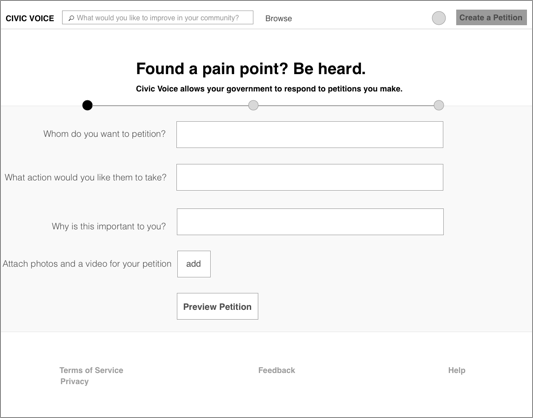 CIVIC VOICE
What would you like to improve in your community?
Browse
Create a Petition
Found a pain point? Be heard.
Civic Voice allows your government to respond to petitions you make.
Whom do you want to petition?
What action would you like them to take?
Why is this important to you?
Attach photos and a video for your petition
add
Preview Petition
Terms of Service
Feedback
Help
Privacy